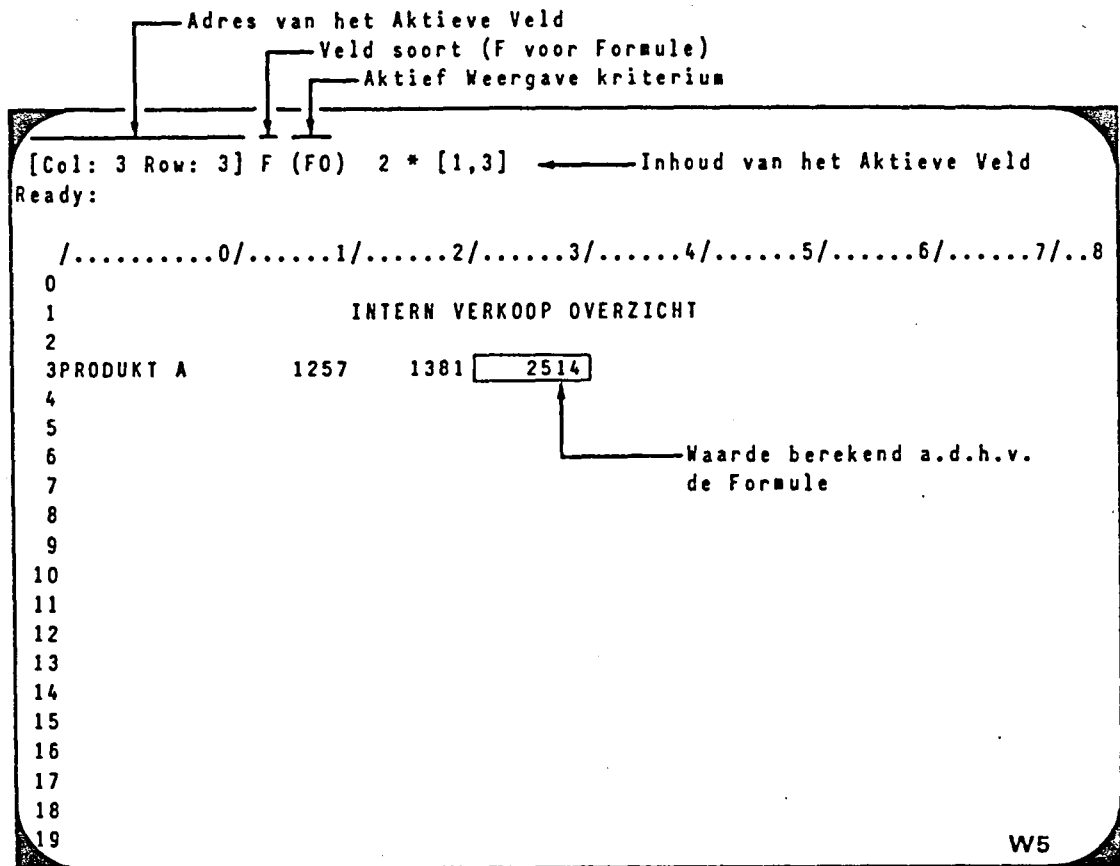 Adres van het Aktieve Veld
Veld soort (F voor Formule)
Aktief Weergave kriterium
[Col: 3 Row: 3] F (F0) 2 * [1,3] Inhoud van het Aktieve Veld
Ready:
/..........0/......1/......2/......3/......4/......5/......6/......7/..8
0
1 INTERN VERKOOP OVERZICHT
2
3PRODUKT A 1257 1381 2514
4
5
6 Waarde berekend a.d.h.v.
7 de Formule
8
9
10
11
12
13
14
15
16
17
18
19 W5